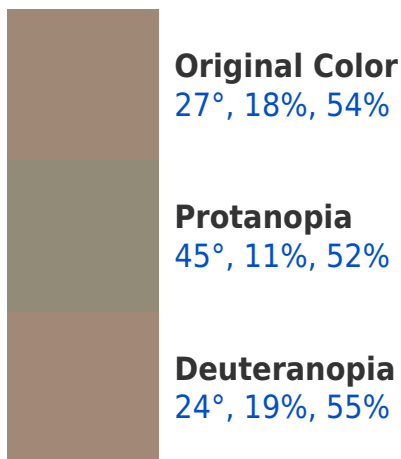 Original Color
27°, 18%, 54%
Protanopia
45°, 11%, 52%
Deuteranopia
24°, 19%, 55%